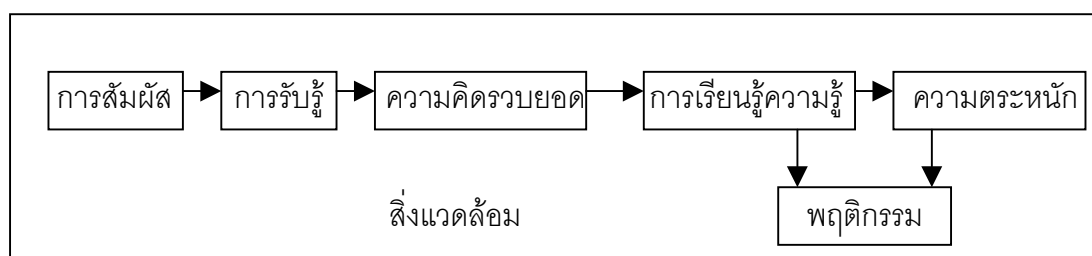 การสัมผัส การรับรู้ ความคิดรวบยอด การเรียนรู้ความรู้ ความตระหนัก
สิ่งแวดล้อม พฤติกรรม